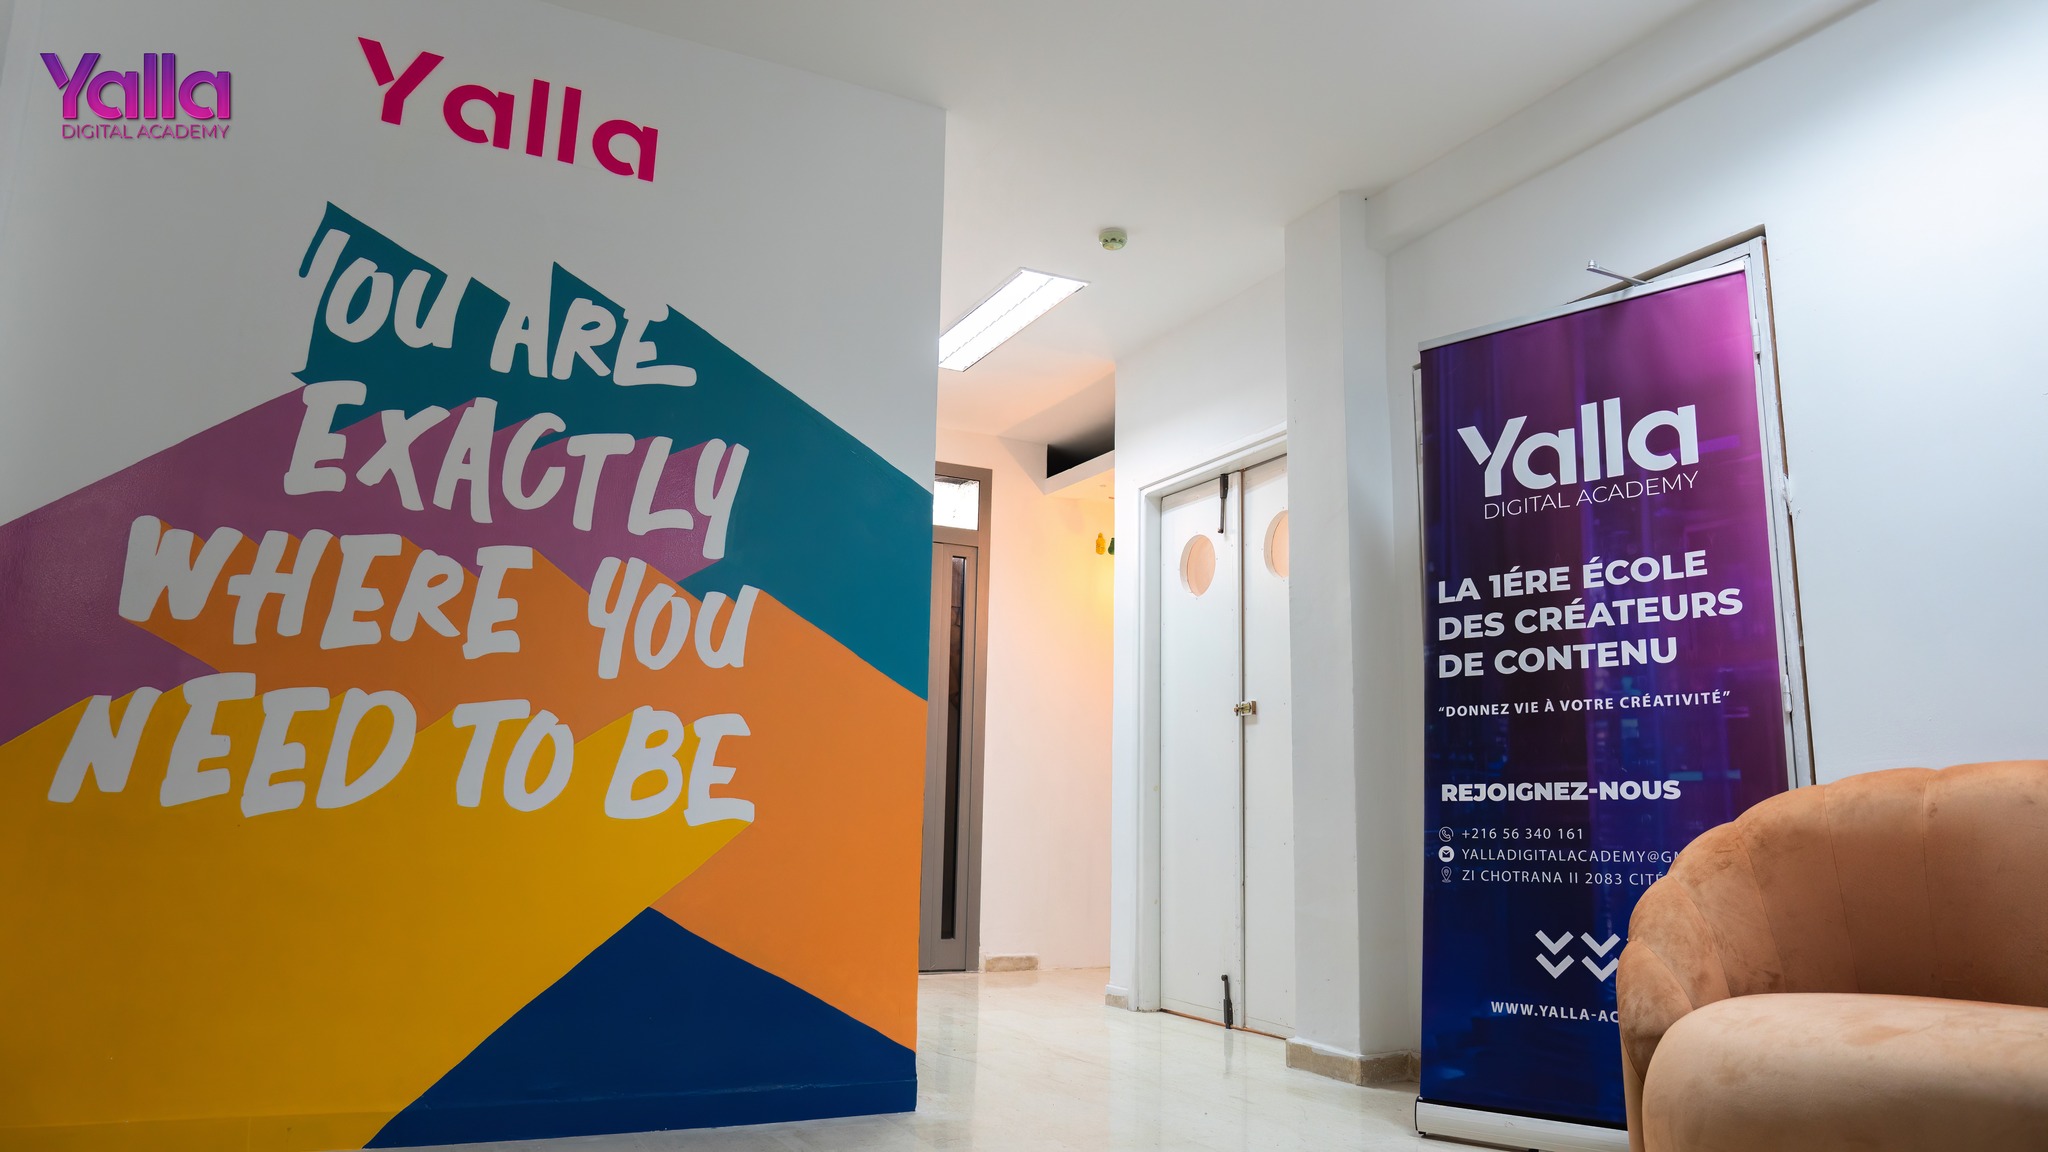 Yalla
DIGITAL ACADEMY
Yalla
YOU ARE
EXACTLY
WHERE YOU
NEED TO BE
Yalla
DIGITAL ACADEMY
LA 1ÉRE ÉCOLE
DES CRÉATEURS
DE CONTENU
“DONNEZ VIE À VOTRE CRÉATIVITÉ”
REJOIGNEZ-NOUS
+216 56 340 161
YALLADIGITALACADEMY@G
ZI CHOTRANA II 2083 CITÉ
WWW.YALLA-AC